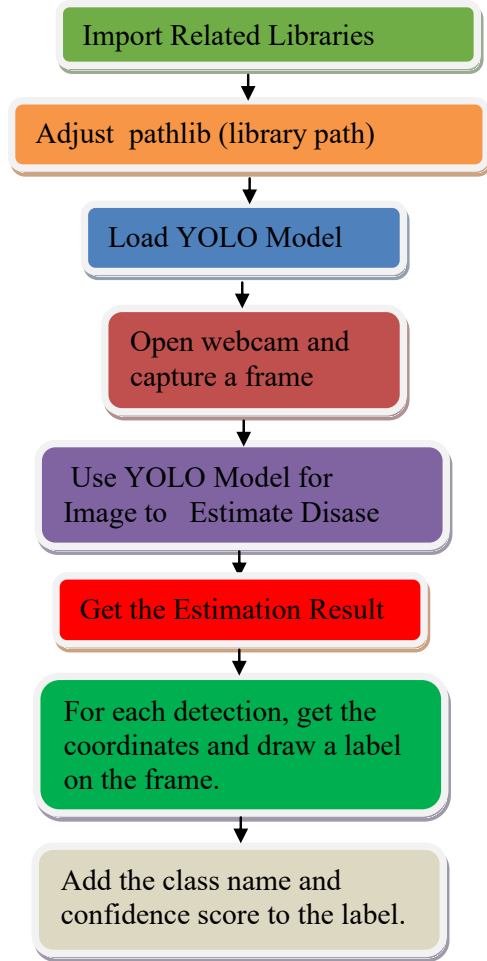 Import Related Libraries
Adjust pathlib (library path)
Load YOLO Model
Open webcam and
capture a frame
Use YOLO Model for
Image to Estimate Disase
Get the Estimation Result
For each detection, get the
coordinates and draw a label
on the frame.
Add the class name and
confidence score to the label.